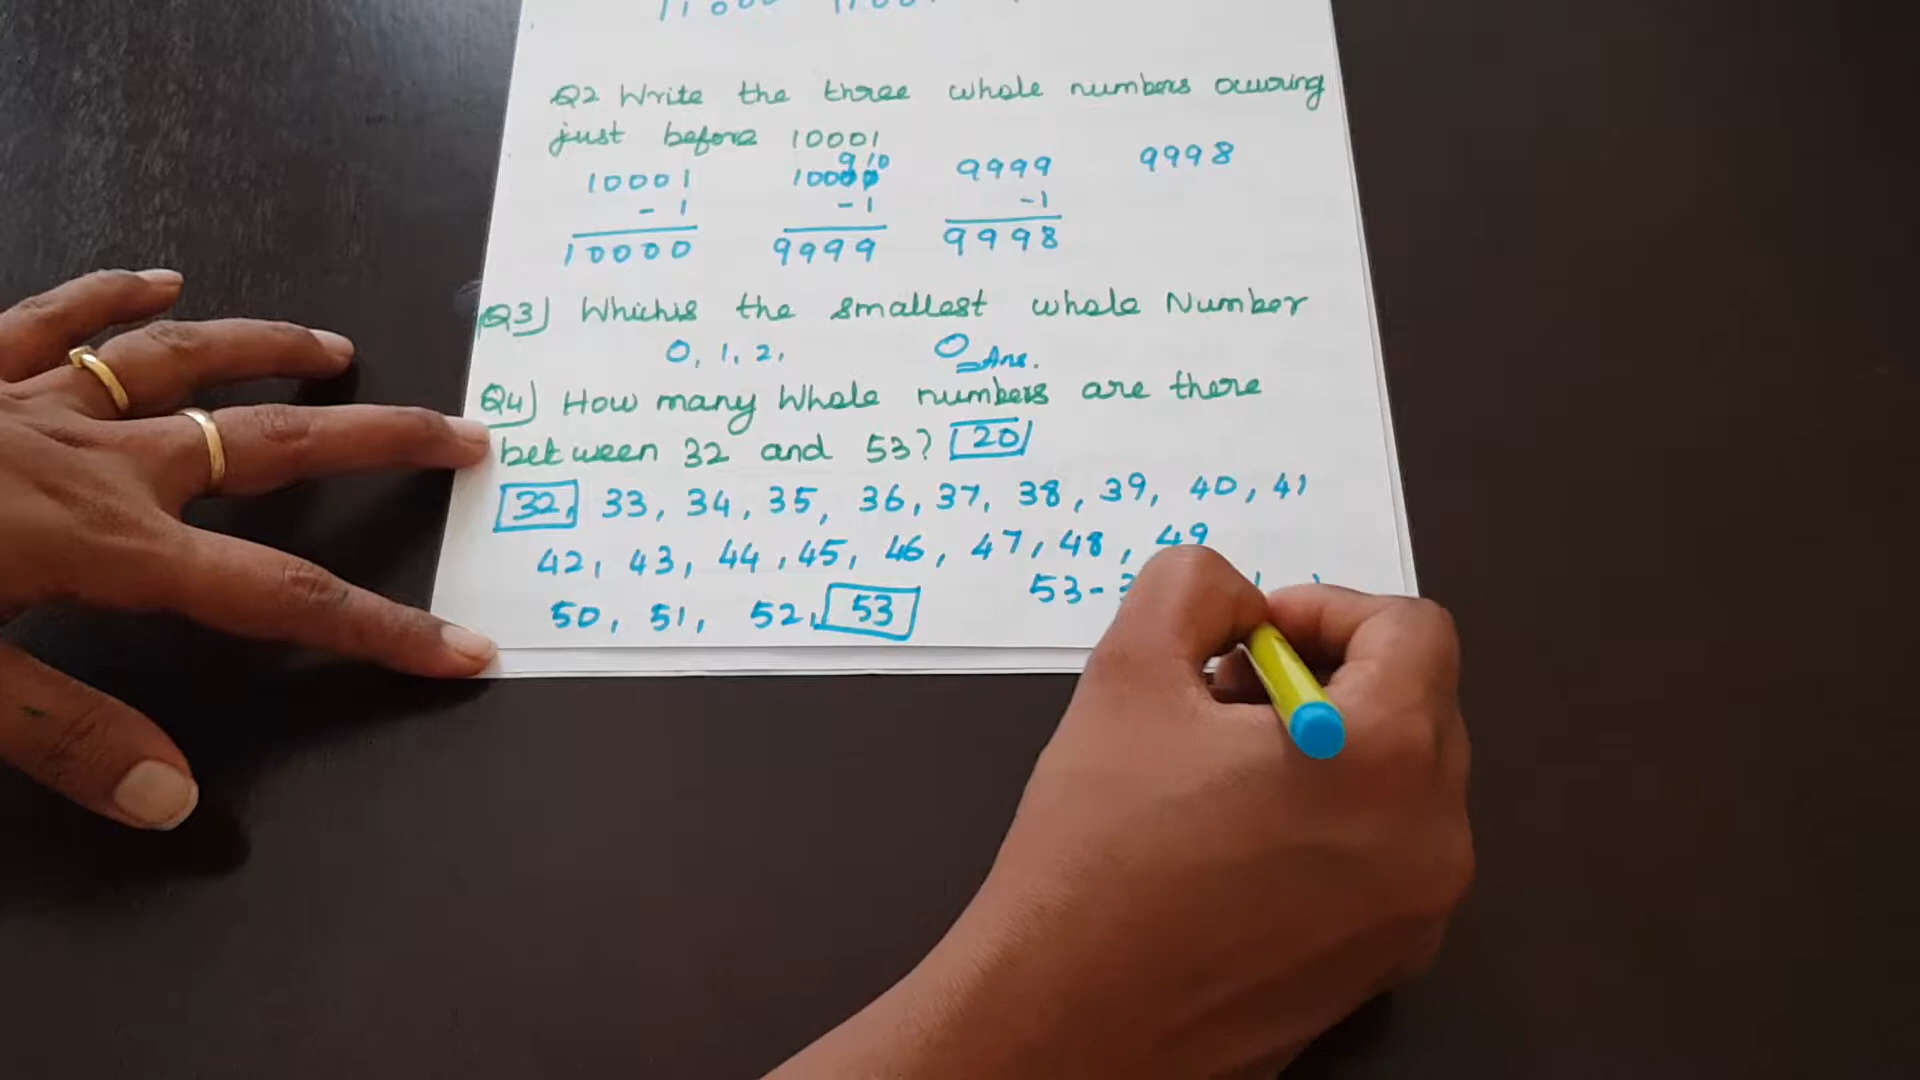 Q2 Write the three whole numbers occuring
just before 10001
9 10
10001 10000 9999 9998
- 1 -1 -1
10000 9999 9998
Q3) Which is the smallest whole Number
0, 1, 2, 0 Ans.
Q4) How many Whole numbers are there
between 32 and 53? 20
32, 33, 34, 35, 36, 37, 38, 39, 40, 41
42, 43, 44, 45, 46, 47, 48, 49
53-
50, 51, 52, 53